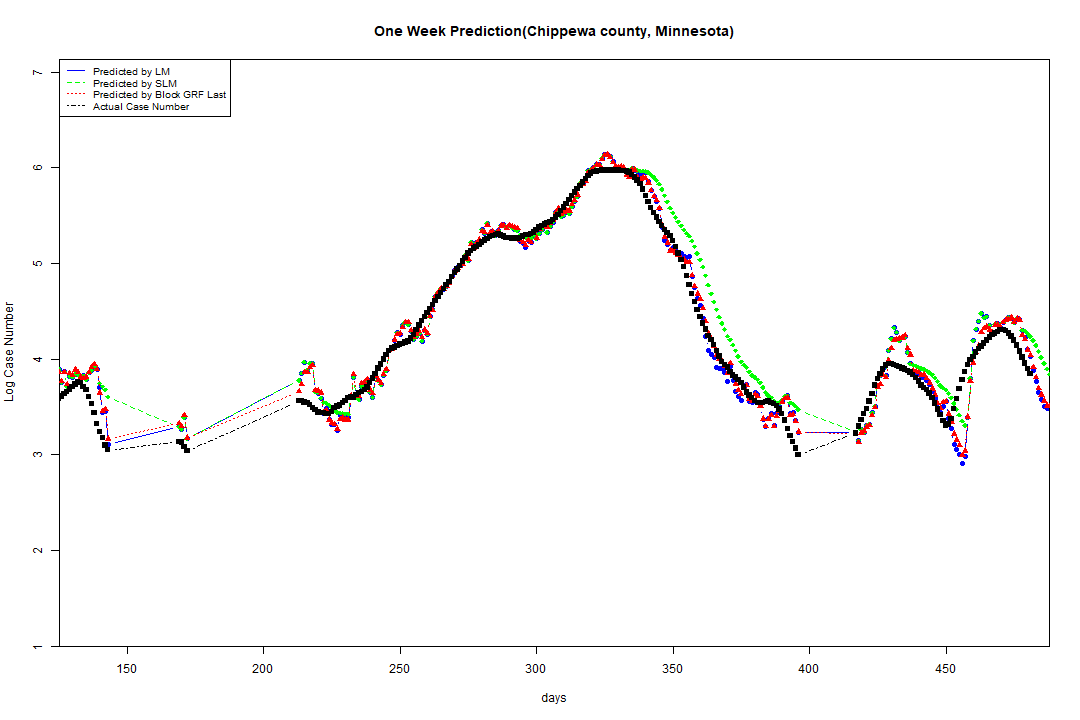 One Week Prediction(Chippewa county, Minnesota)
Predicted by LM
Predicted by SLM
Predicted by Block GRF Last
Actual Case Number
7
6
5
4
3
2
1
Log Case Number
150 200 250 300 350 400 450
days